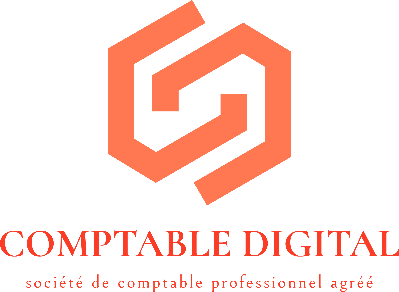 COMPTABLE DIGITAL
société de comptable professionnel agréé